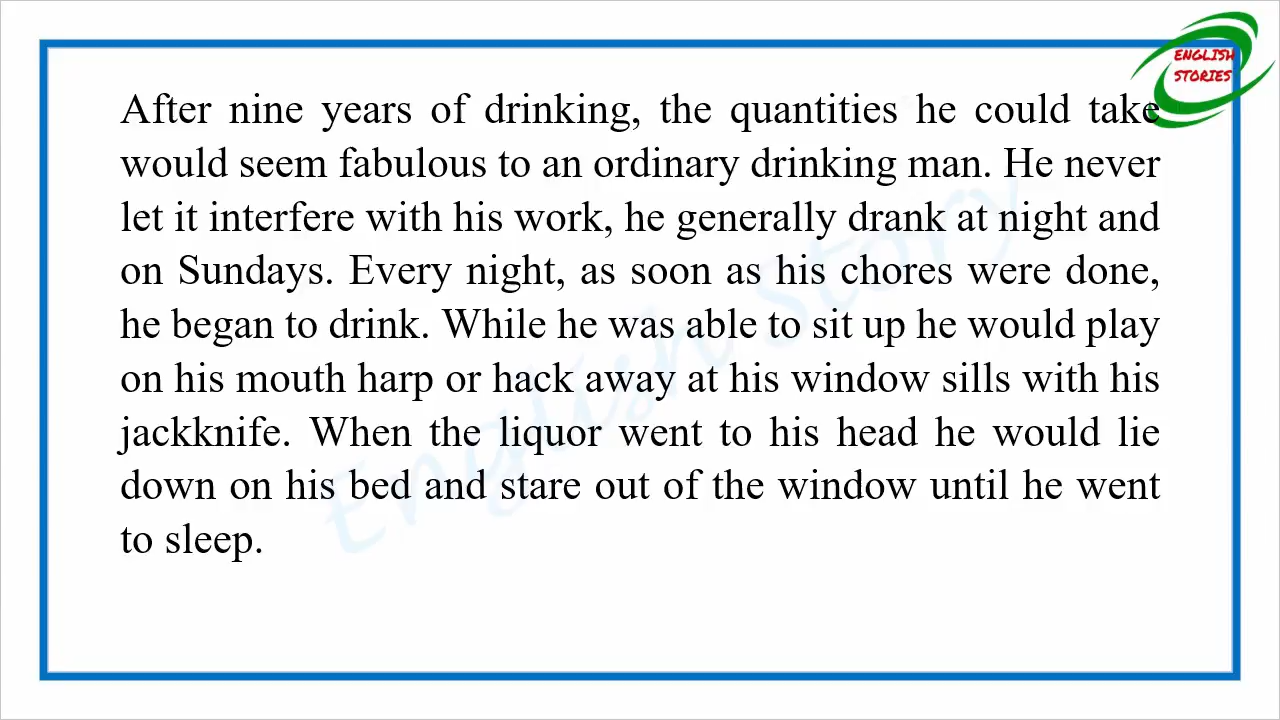 ENGLISH
STORIES
After nine years of drinking, the quantities he could take
would seem fabulous to an ordinary drinking man. He never
let it interfere with his work, he generally drank at night and
on Sundays. Every night, as soon as his chores were done,
he began to drink. While he was able to sit up he would play
on his mouth harp or hack away at his window sills with his
jackknife. When the liquor went to his head he would lie
down on his bed and stare out of the window until he went
to sleep.
English Story